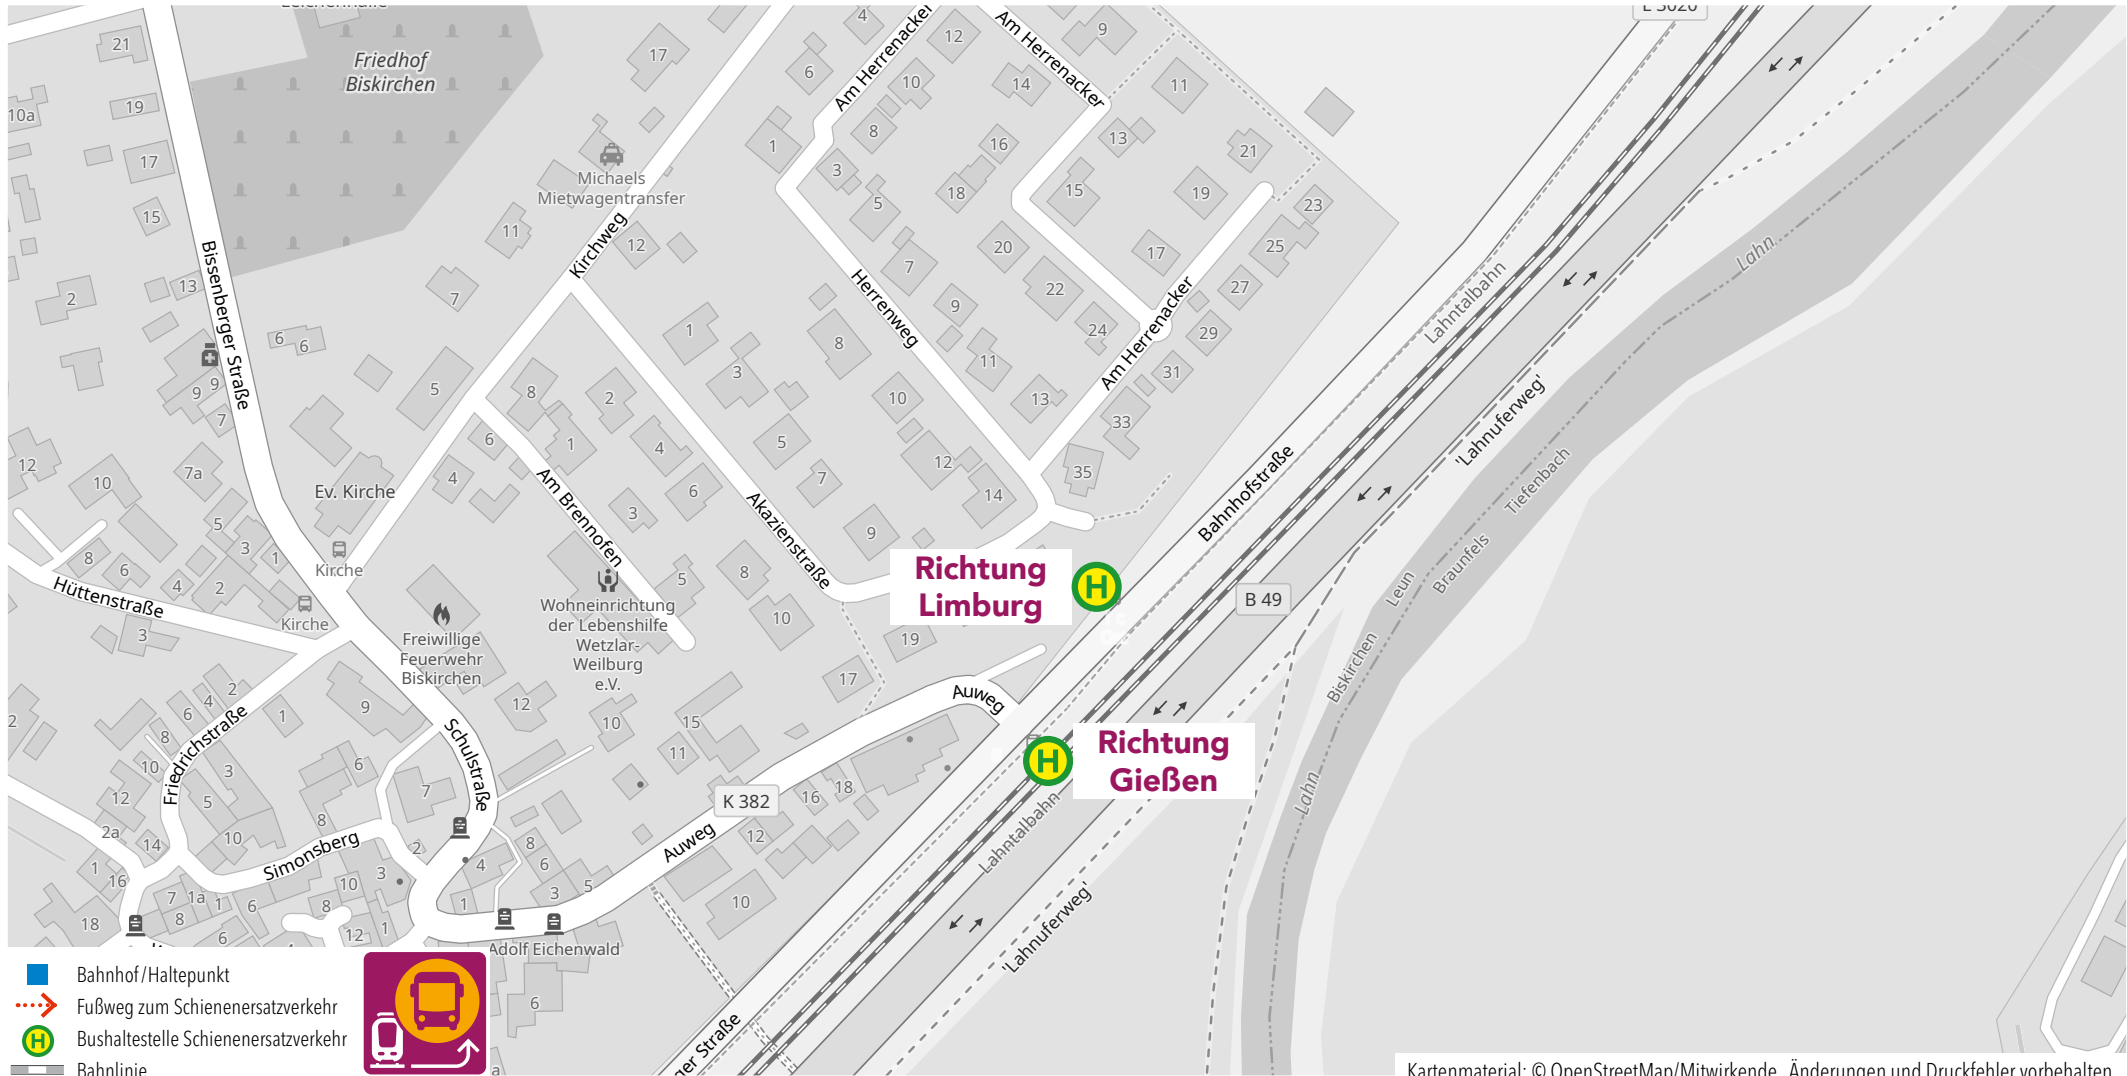 Friedhof
Biskirchen
Michaels
Mietwagentransfer
Kirchweg
Bissenberger Straße
Am Herrenacker
Am Herrenacker
Am Herrenacker
Herrenweg
Akazienstraße
Am Brennofen
Ev. Kirche
Kirche
Kirche
Hüttenstraße
Freiwillige
Feuerwehr
Biskirchen
Wohneinrichtung
der Lebenshilfe
Wetzlar-
Weilburg
e.V.
Friedrichstraße
Schulstraße
Simonsberg
Auweg
Auweg
K 382
Adolf Eichenwald
Richtung
Limburg
Richtung
Gießen
H
H
Bahnhofstraße
Lahntalbahn
Lahntalbahn
B 49
'Lahnuferweg'
'Lahnuferweg'
Lahn
Lahn
Tiefenbach
Braunfels
Leun
Biskirchen
ger Straße
Bahnhof/Haltepunkt
Fußweg zum Schienenersatzverkehr
H Bushaltestelle Schienenersatzverkehr
Bahnlinie
Kartenmaterial: © OpenStreetMap/Mitwirkende, Änderungen und Druckfehler vorbehalten